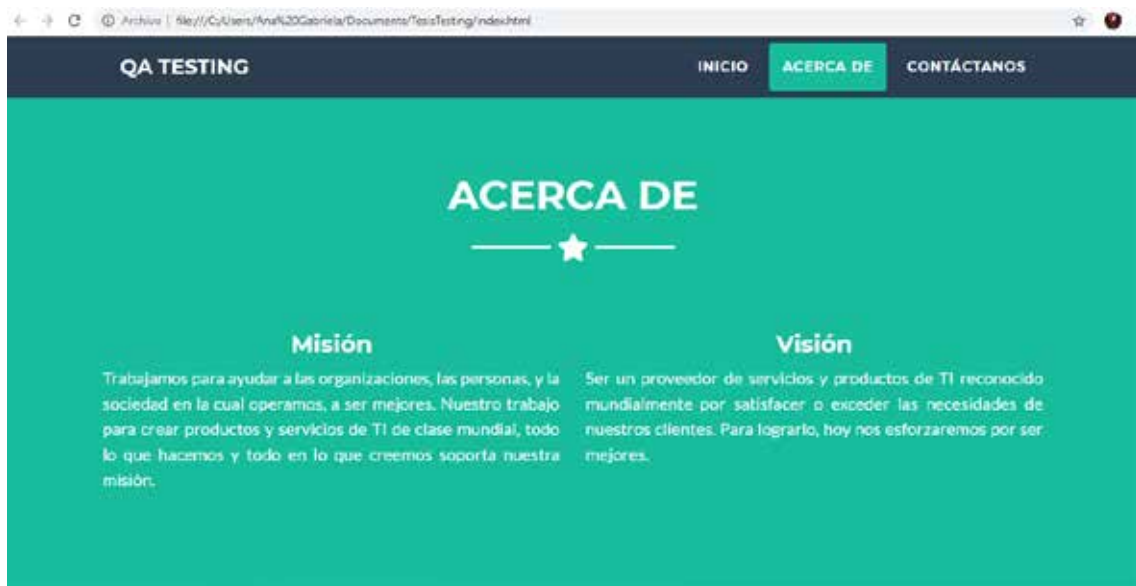 Archivo | file:///C:/Users/Ana%20Gabriela/Documents/TesisTesting/index.html
QA TESTING
INICIO
ACERCA DE
CONTÁCTANOS
ACERCA DE
Misión
Trabajamos para ayudar a las organizaciones, las personas, y la
sociedad en la cual operamos, a ser mejores. Nuestro trabajo
para crear productos y servicios de TI de clase mundial, todo
lo que hacemos y todo en lo que creemos soporta nuestra
misión.
Visión
Ser un proveedor de servicios y productos de TI reconocido
mundialmente por satisfacer o exceder las necesidades de
nuestros clientes. Para lograrlo, hoy nos esforzaremos por ser
mejores.